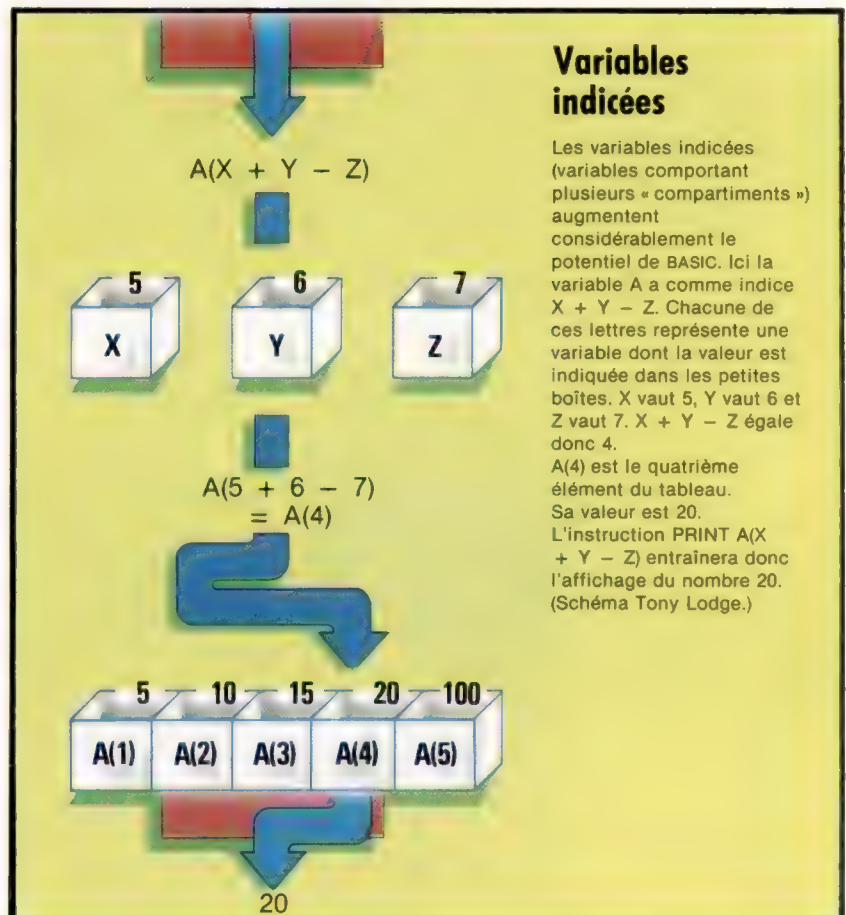 Variables
indicées
Les variables indicées
(variables comportant
plusieurs « compartiments »)
augmentent
considérablement le
potentiel de BASIC. Ici la
variable A a comme indice
X + Y − Z. Chacune de
ces lettres représente une
variable dont la valeur est
indiquée dans les petites
boîtes. X vaut 5, Y vaut 6 et
Z vaut 7. X + Y − Z égale
donc 4.
A(4) est le quatrième
élément du tableau.
Sa valeur est 20.
L'instruction PRINT A(X
+ Y − Z) entraînera donc
l'affichage du nombre 20.
(Schéma Tony Lodge.)
A(X + Y − Z)
5 6 7
X Y Z
A(5 + 6 − 7)
= A(4)
5 10 15 20 100
A(1) A(2) A(3) A(4) A(5)
20